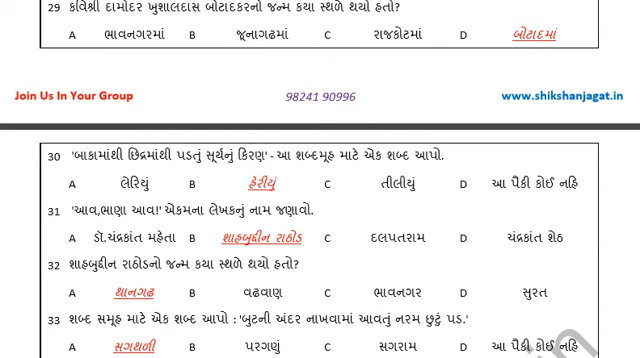 29 કવિશ્રી દામોદર ખુશાલદાસ બોટાદકરનો જન્મ કયા સ્થળે થયો હતો?
A ભાવનગરમાં B જૂનાગઢમાં C રાજકોટમાં D બોટાદમાં
Join Us In Your Group 98241 90996 www.shikshanjagat.in
30 'બાકામાંથી છિદ્રમાંથી પડતું સૂર્યનું કિરણ' - આ શબ્દમૂહ માટે એક શબ્દ આપો.
A લેરિયું B હેરીયું C તીલીયું D આ પૈકી કોઈ નહિ
31 'આવ,ભાણા આવ!' એકમના લેખકનું નામ જણાવો.
A ડૉ.ચંદ્રકાંત મહેતા B શાહબુદ્દીન રાઠોડ C દલપતરામ D ચંદ્રકાંત શેઠ
32 શાહબુદ્દીન રાઠોડનો જન્મ કયા સ્થળે થયો હતો?
A થાનગઢ B વઢવાણ C ભાવનગર D સુરત
33 શબ્દ સમૂહ માટે એક શબ્દ આપો : 'બુટની અંદર નાખવામાં આવતું નરમ છુટું પડ.'
A સગથળી B પરગણું C સગરામ D આ પૈકી કોઈ નહિ